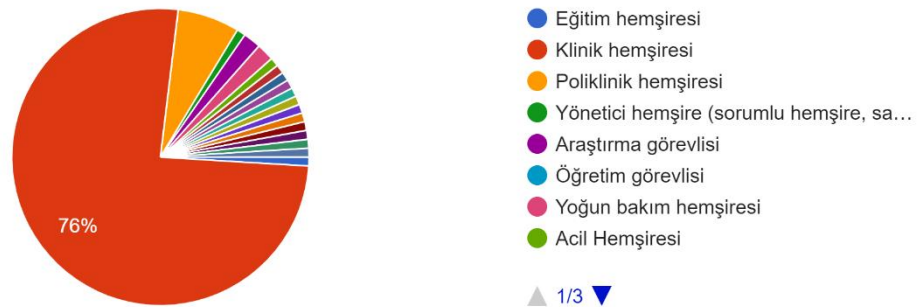 76%
Eğitim hemşiresi
Klinik hemşiresi
Poliklinik hemşiresi
Yönetici hemşire (sorumlu hemşire, sa…
Araştırma görevlisi
Öğretim görevlisi
Yoğun bakım hemşiresi
Acil Hemşiresi
1/3